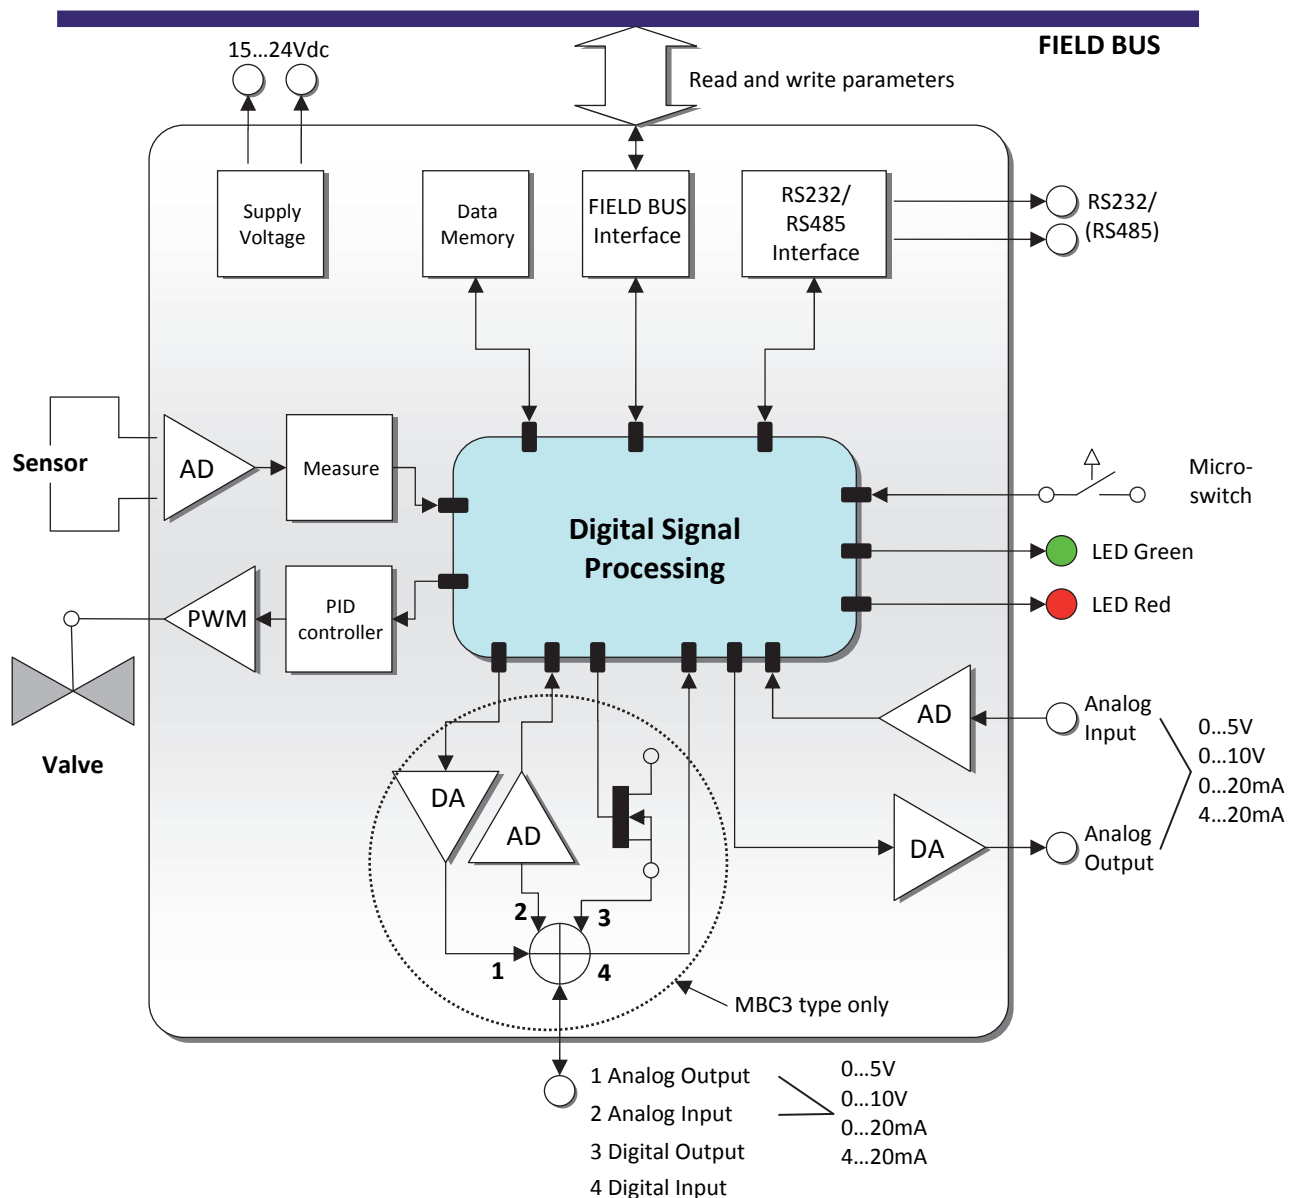 15...24Vdc
FIELD BUS
Read and write parameters
Supply
Voltage
Data
Memory
FIELD BUS
Interface
RS232/
RS485
Interface
RS232/
(RS485)
Sensor
AD
Measure
Digital Signal
Processing
Micro-
switch
LED Green
LED Red
PWM
PID
controller
Valve
AD
Analog
Input
0...5V
0...10V
0...20mA
4...20mA
DA
AD
DA
Analog
Output
2
3
1
4
MBC3 type only
1 Analog Output
2 Analog Input
3 Digital Output
4 Digital Input
0...5V
0...10V
0...20mA
4...20mA